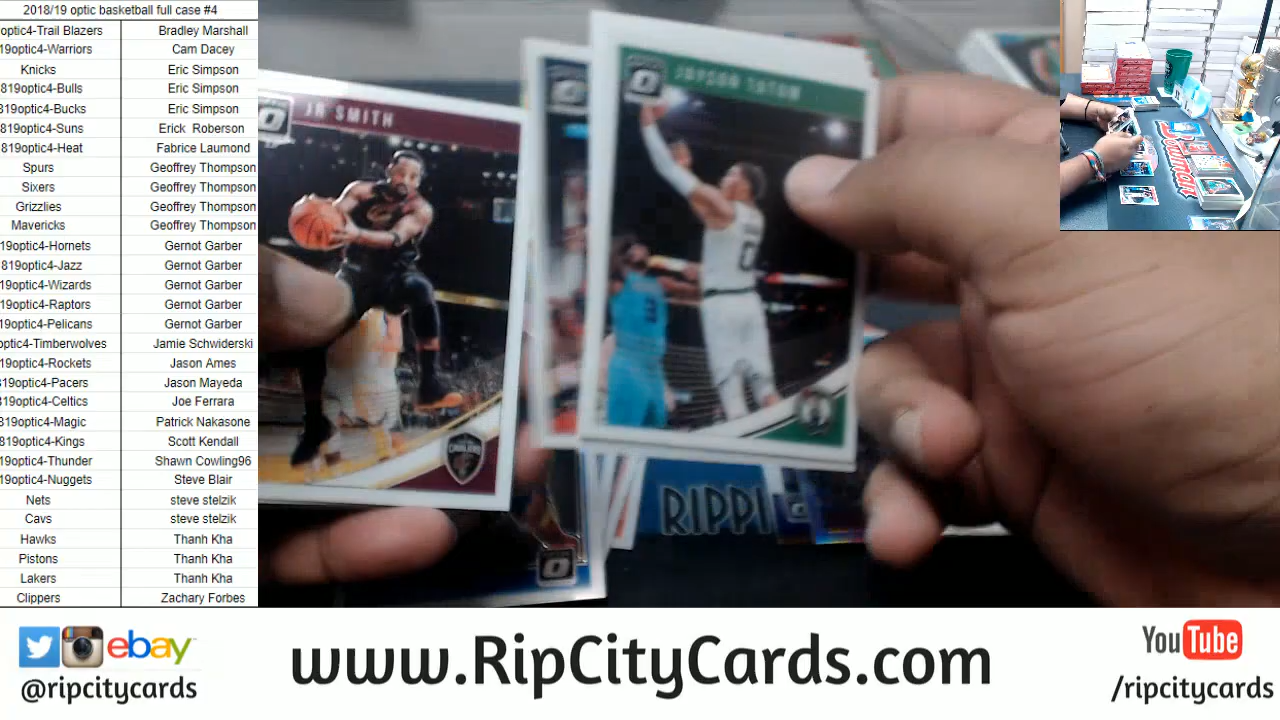 2018/19 optic basketball full case #4
optic4-Trail Blazers Bradley Marshall
19optic4-Warriors Cam Dacey
Knicks Eric Simpson
819optic4-Bulls Eric Simpson
819optic4-Bucks Eric Simpson
819optic4-Suns Erick Roberson
819optic4-Heat Fabrice Laumond
Spurs Geoffrey Thompson
Sixers Geoffrey Thompson
Grizzlies Geoffrey Thompson
Mavericks Geoffrey Thompson
19optic4-Hornets Gernot Garber
819optic4-Jazz Gernot Garber
19optic4-Wizards Gernot Garber
19optic4-Raptors Gernot Garber
19optic4-Pelicans Gernot Garber
optic4-Timberwolves Jamie Schwiderski
19optic4-Rockets Jason Ames
819optic4-Pacers Jason Mayeda
819optic4-Celtics Joe Ferrara
819optic4-Magic Patrick Nakasone
819optic4-Kings Scott Kendall
19optic4-Thunder Shawn Cowling96
19optic4-Nuggets Steve Blair
Nets steve stelzik
Cavs steve stelzik
Hawks Thanh Kha
Pistons Thanh Kha
Lakers Thanh Kha
Clippers Zachary Forbes
JR SMITH
CAVALIERS
JAYSON TATUM
0
3
RIPPI
ebay
@ripcitycards
www.RipCityCards.com
YouTube
/ripcitycards